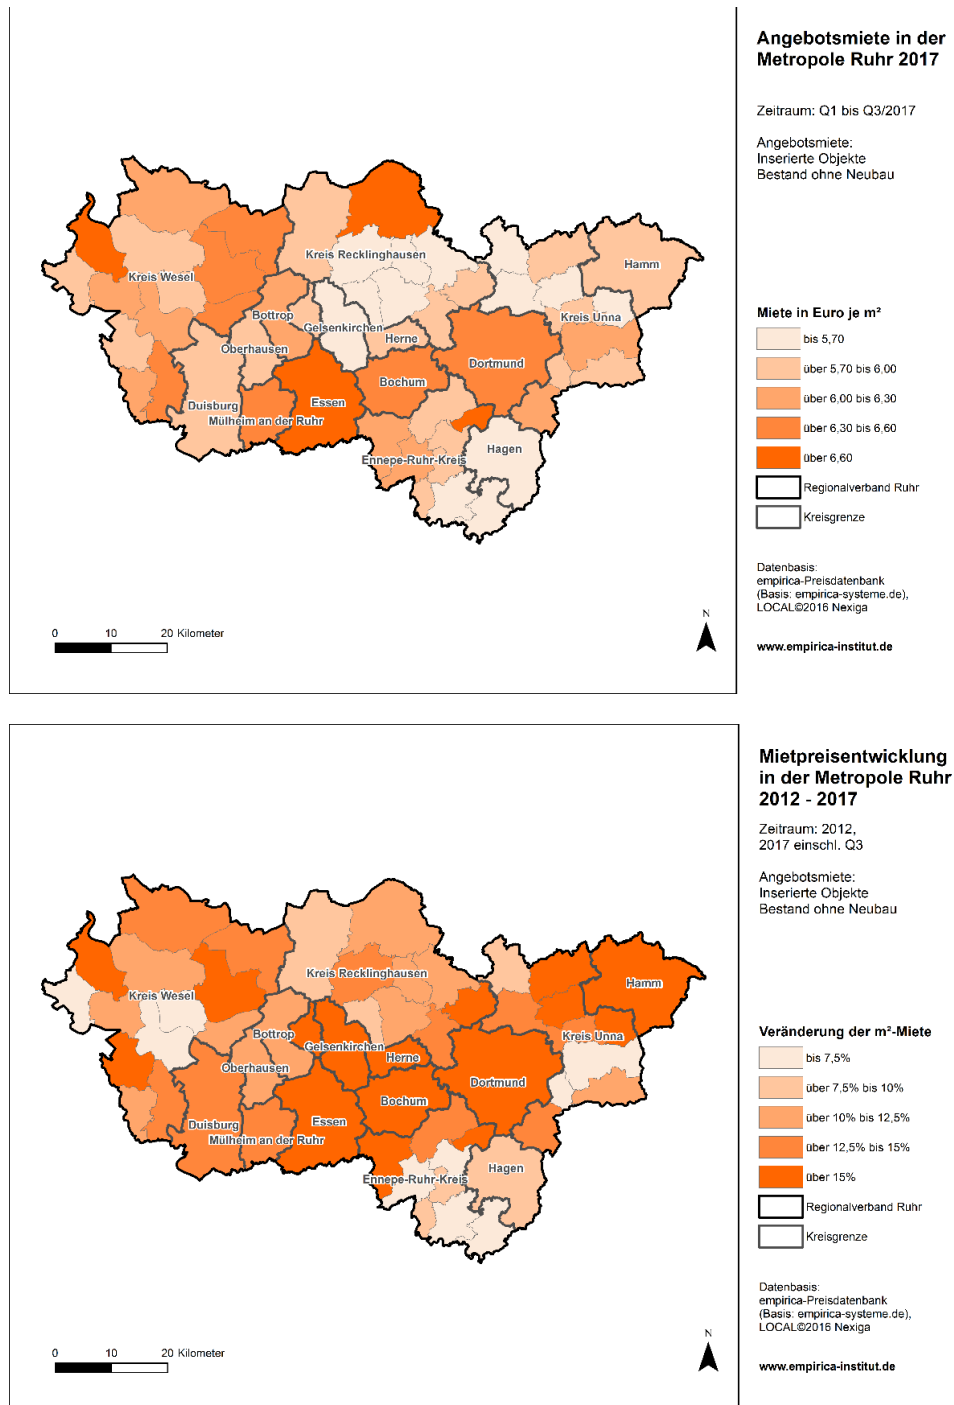 Angebotsmiete in der
Metropole Ruhr 2017
Zeitraum: Q1 bis Q3/2017
Angebotsmiete:
Inserierte Objekte
Bestand ohne Neubau
Kreis Recklinghausen
Hamm
Kreis Wesel
Bottrop
Gelsenkirchen
Kreis Unna
Herne
Oberhausen
Dortmund
Bochum
Essen
Duisburg
Mülheim an der Ruhr
Hagen
Ennepe-Ruhr-Kreis
Miete in Euro je m²
bis 5,70
über 5,70 bis 6,00
über 6,00 bis 6,30
über 6,30 bis 6,60
über 6,60
Regionalverband Ruhr
Kreisgrenze
Datenbasis:
empirica-Preisdatenbank
(Basis: empirica-systeme.de),
LOCAL©2016 Nexiga
www.empirica-institut.de
N
0 10 20 Kilometer
Mietpreisentwicklung
in der Metropole Ruhr
2012 - 2017
Zeitraum: 2012,
2017 einschl. Q3
Angebotsmiete:
Inserierte Objekte
Bestand ohne Neubau
Kreis Recklinghausen
Hamm
Kreis Wesel
Bottrop
Gelsenkirchen
Kreis Unna
Herne
Oberhausen
Dortmund
Bochum
Essen
Duisburg
Mülheim an der Ruhr
Hagen
Ennepe-Ruhr-Kreis
Veränderung der m²-Miete
bis 7,5%
über 7,5% bis 10%
über 10% bis 12,5%
über 12,5% bis 15%
über 15%
Regionalverband Ruhr
Kreisgrenze
Datenbasis:
empirica-Preisdatenbank
(Basis: empirica-systeme.de),
LOCAL©2016 Nexiga
www.empirica-institut.de
N
0 10 20 Kilometer